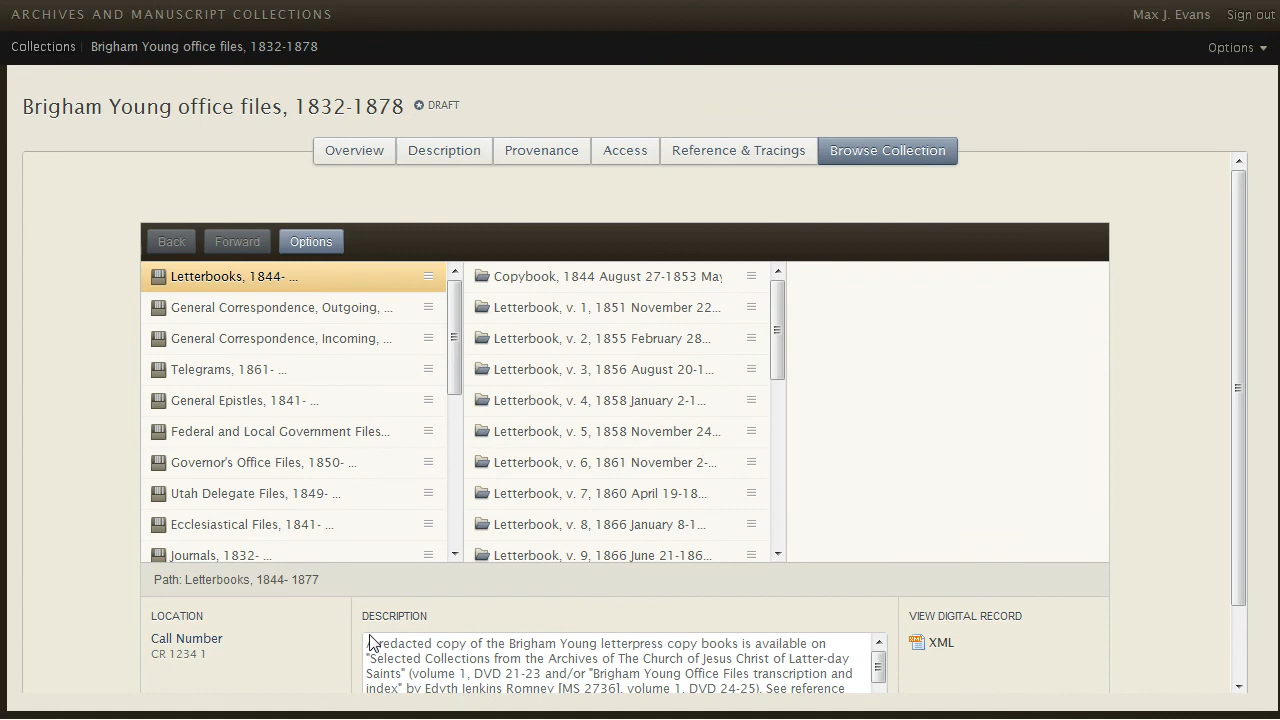 ARCHIVES AND MANUSCRIPT COLLECTIONS
Max J. Evans Sign out
Collections Brigham Young office files, 1832-1878
Options
Brigham Young office files, 1832-1878 DRAFT
Overview Description Provenance Access Reference & Tracings Browse Collection
Back Forward Options
Letterbooks, 1844- ... Copybook, 1844 August 27-1853 May
General Correspondence, Outgoing, ... Letterbook, v. 1, 1851 November 22...
General Correspondence, Incoming, ... Letterbook, v. 2, 1855 February 28...
Telegrams, 1861- ... Letterbook, v. 3, 1856 August 20-1...
General Epistles, 1841- ... Letterbook, v. 4, 1858 January 2-1...
Federal and Local Government Files... Letterbook, v. 5, 1858 November 24...
Governor's Office Files, 1850- ... Letterbook, v. 6, 1861 November 2-...
Utah Delegate Files, 1849- ... Letterbook, v. 7, 1860 April 19-18...
Ecclesiastical Files, 1841- ... Letterbook, v. 8, 1866 January 8-1...
Journals, 1832- ... Letterbook, v. 9, 1866 June 21-186...
Path: Letterbooks, 1844- 1877
LOCATION DESCRIPTION VIEW DIGITAL RECORD
Call Number
CR 1234 1
XML
redacted copy of the Brigham Young letterpress copy books is available on
"Selected Collections from the Archives of The Church of Jesus Christ of Latter-day
Saints" (volume 1, DVD 21-23 and/or "Brigham Young Office Files transcription and
index" by Edyth Jenkins Romney [MS 2736], volume 1, DVD 24-25). See reference